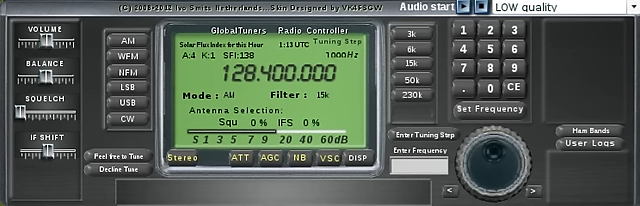 (C) 2008-2012 Ivo Smits Netherlands...Skin Designed by VK4FSGW
Audio start
LOW quality
VOLUME
BALANCE
SQUELCH
IF SHIFT
AM
WFM
NFM
LSB
USB
CW
Feel free to Tune
Decline Tune
GlobalTuners Radio Controller
Solar Flux Index for this Hour 1:13 UTC Tuning Step
A:4 K:1 SFI:138 1000Hz
128.400.000
Mode: AM Filter: 15k
Antenna Selection:
Squ 0 % IFS 0 %
S 1 3 5 7 9 20 40 60dB
Stereo ATT AGC NB VSC DISP
3k
6k
15k
50k
230k
Enter Tuning Step
Enter Frequency
1 2 3
4 5 6
7 8 9
. 0 CE
Set Frequency
< >
Ham Bands
User Logs